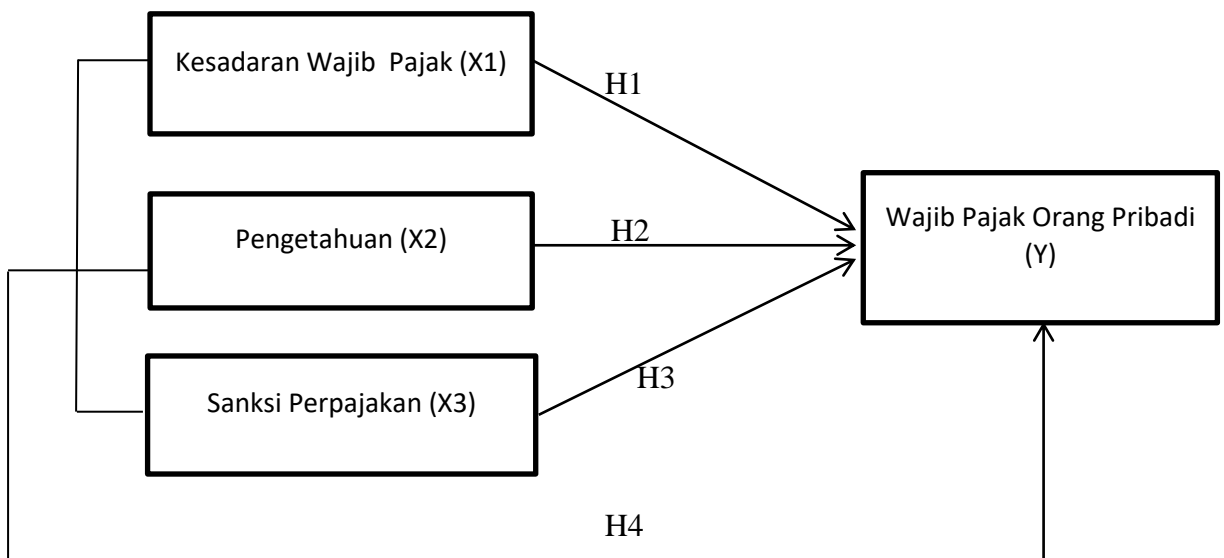 Kesadaran Wajib Pajak (X1)
H1
Wajib Pajak Orang Pribadi
(Y)
Pengetahuan (X2)
H2
H3
Sanksi Perpajakan (X3)
H4